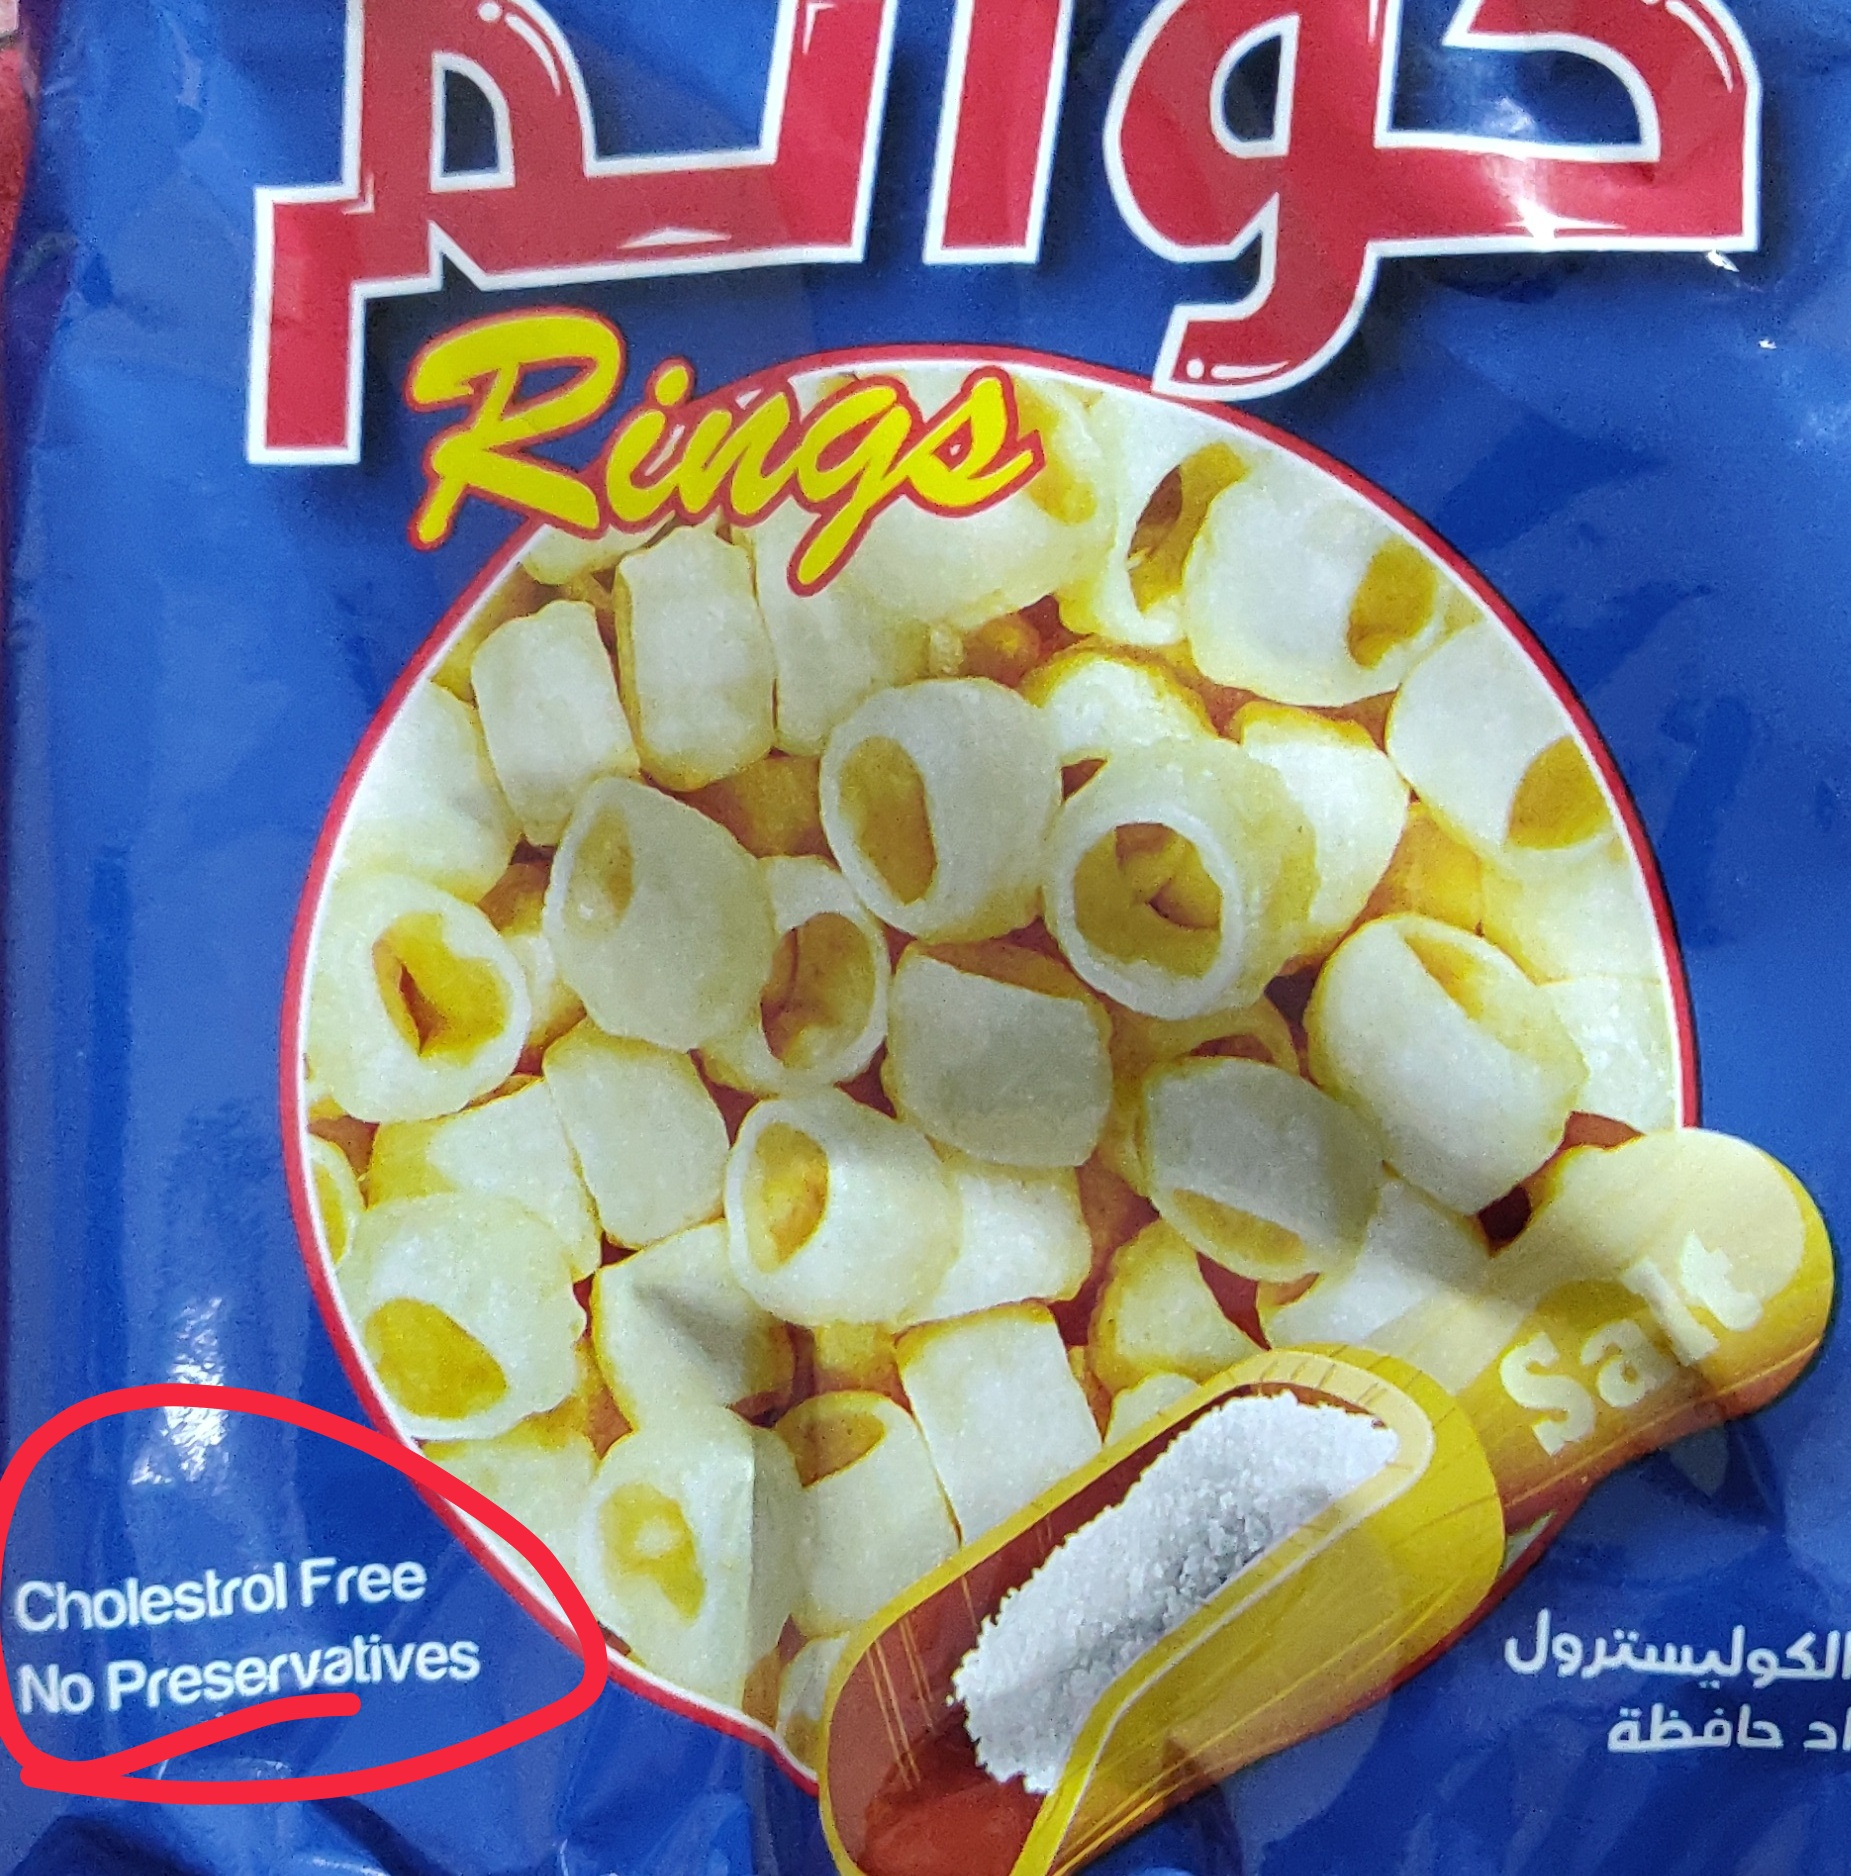 خواتم
Rings
Salt
Cholestrol Free
No Preservatives
الكوليسترول
اد حافظة